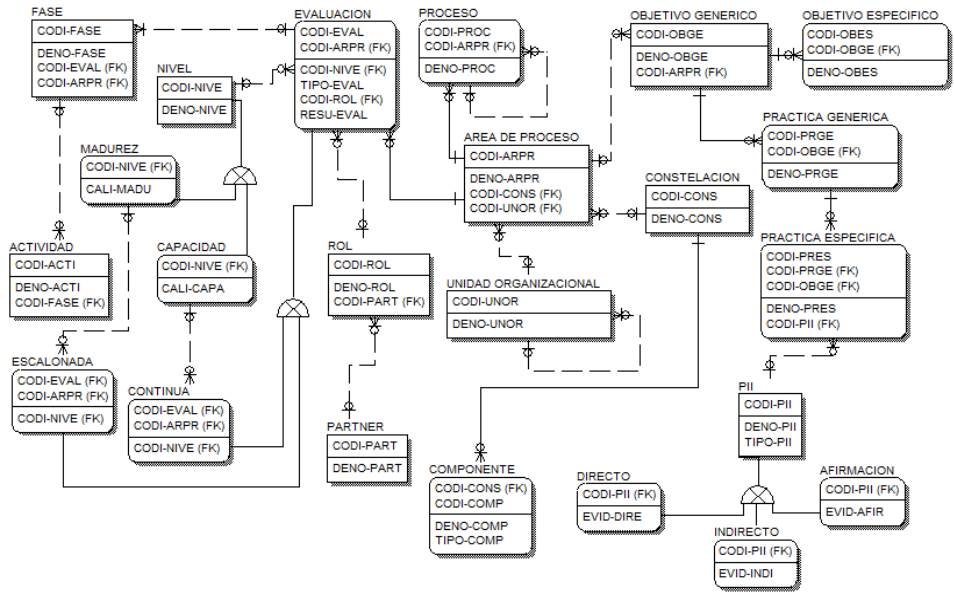 FASE
CODI-FASE
DENO-FASE
CODI-EVAL (FK)
CODI-ARPR (FK)
EVALUACION
CODI-EVAL
CODI-ARPR (FK)
CODI-NIVE (FK)
TIPO-EVAL
CODI-ROL (FK)
RESU-EVAL
PROCESO
CODI-PROC
CODI-ARPR (FK)
DENO-PROC
OBJETIVO GENERICO
CODI-OBGE
DENO-OBGE
CODI-ARPR (FK)
OBJETIVO ESPECIFICO
CODI-OBES
CODI-OBGE (FK)
DENO-OBES
NIVEL
CODI-NIVE
DENO-NIVE
MADUREZ
CODI-NIVE (FK)
CALI-MADU
AREA DE PROCESO
CODI-ARPR
DENO-ARPR
CODI-CONS (FK)
CODI-UNOR (FK)
PRACTICA GENERICA
CODI-PRGE
CODI-OBGE (FK)
DENO-PRGE
CONSTELACION
CODI-CONS
DENO-CONS
ACTIVIDAD
CODI-ACTI
DENO-ACTI
CODI-FASE (FK)
CAPACIDAD
CODI-NIVE (FK)
CALI-CAPA
ROL
CODI-ROL
DENO-ROL
CODI-PART (FK)
UNIDAD ORGANIZACIONAL
CODI-UNOR
DENO-UNOR
PRACTICA ESPECIFICA
CODI-PRES
CODI-PRGE (FK)
CODI-OBGE (FK)
DENO-PRES
CODI-PII (FK)
ESCALONADA
CODI-EVAL (FK)
CODI-ARPR (FK)
CODI-NIVE (FK)
CONTINUA
CODI-EVAL (FK)
CODI-ARPR (FK)
CODI-NIVE (FK)
PARTNER
CODI-PART
DENO-PART
PII
CODI-PII
DENO-PII
TIPO-PII
COMPONENTE
CODI-CONS (FK)
CODI-COMP
DENO-COMP
TIPO-COMP
DIRECTO
CODI-PII (FK)
EVID-DIRE
AFIRMACION
CODI-PII (FK)
EVID-AFIR
INDIRECTO
CODI-PII (FK)
EVID-INDI